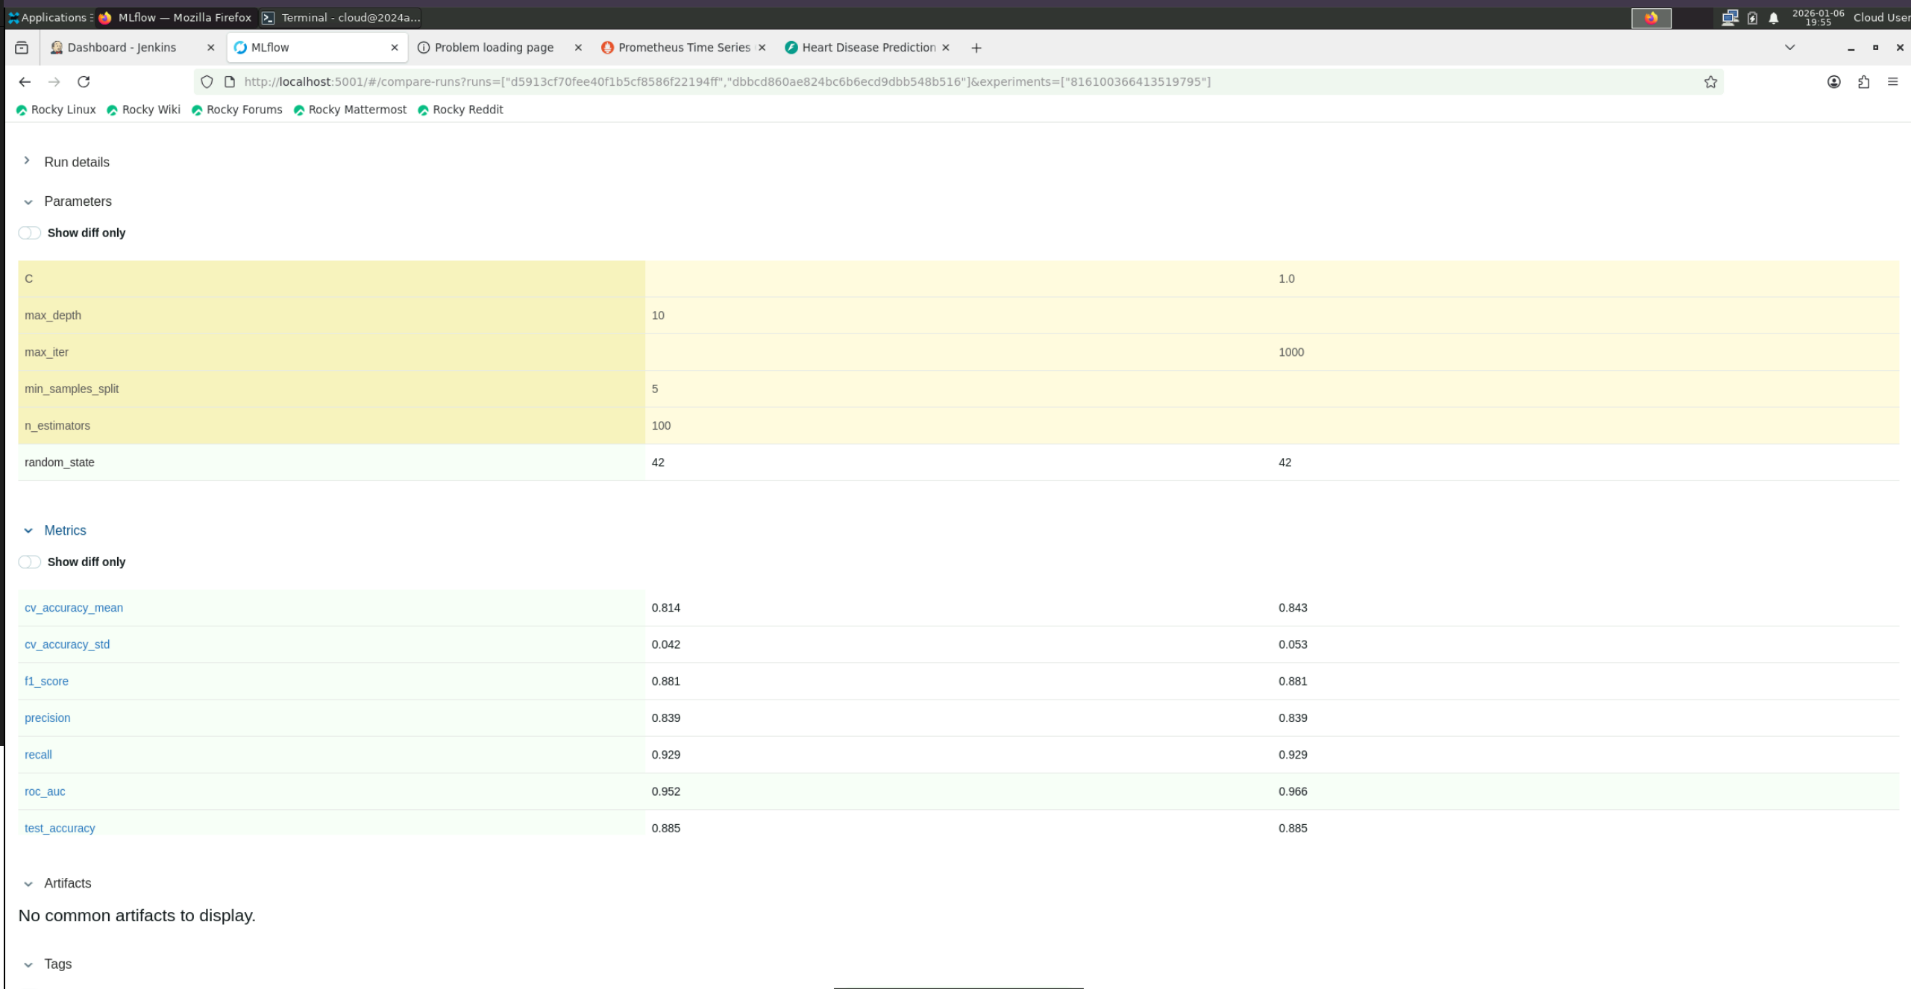 Applications MLflow — Mozilla Firefox Terminal - cloud@2024a... 2026-01-06 19:55 Cloud User
Dashboard - Jenkins MLflow Problem loading page Prometheus Time Series Heart Disease Prediction
http://localhost:5001/#/compare-runs?runs=["d5913cf70fee40f1b5cf8586f22194ff","dbbcd860ae824bc6b6ecd9dbb548b516"]&experiments=["816100366413519795"]
Rocky Linux Rocky Wiki Rocky Forums Rocky Mattermost Rocky Reddit
Run details
Parameters
Show diff only
C 1.0
max_depth 10
max_iter 1000
min_samples_split 5
n_estimators 100
random_state 42 42
Metrics
Show diff only
cv_accuracy_mean 0.814 0.843
cv_accuracy_std 0.042 0.053
f1_score 0.881 0.881
precision 0.839 0.839
recall 0.929 0.929
roc_auc 0.952 0.966
test_accuracy 0.885 0.885
Artifacts
No common artifacts to display.
Tags